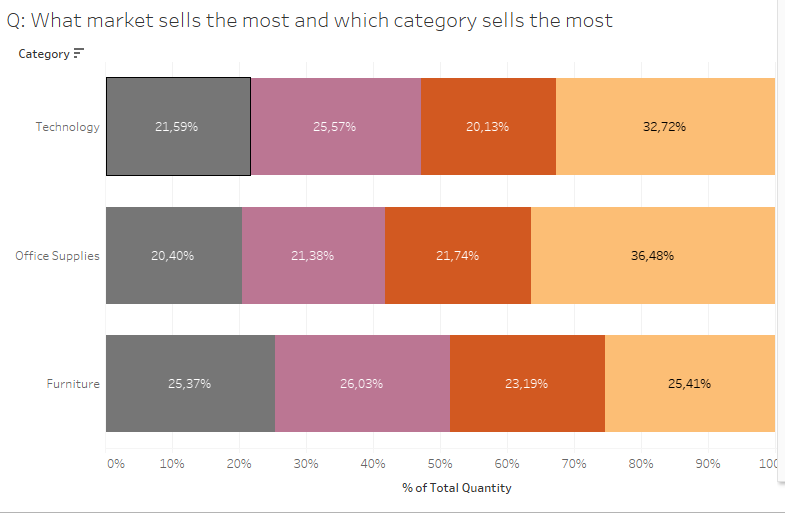 Q: What market sells the most and which category sells the most
Category
Technology
21,59% 25,57% 20,13% 32,72%
Office Supplies
20,40% 21,38% 21,74% 36,48%
Furniture
25,37% 26,03% 23,19% 25,41%
0% 10% 20% 30% 40% 50% 60% 70% 80% 90% 100
% of Total Quantity